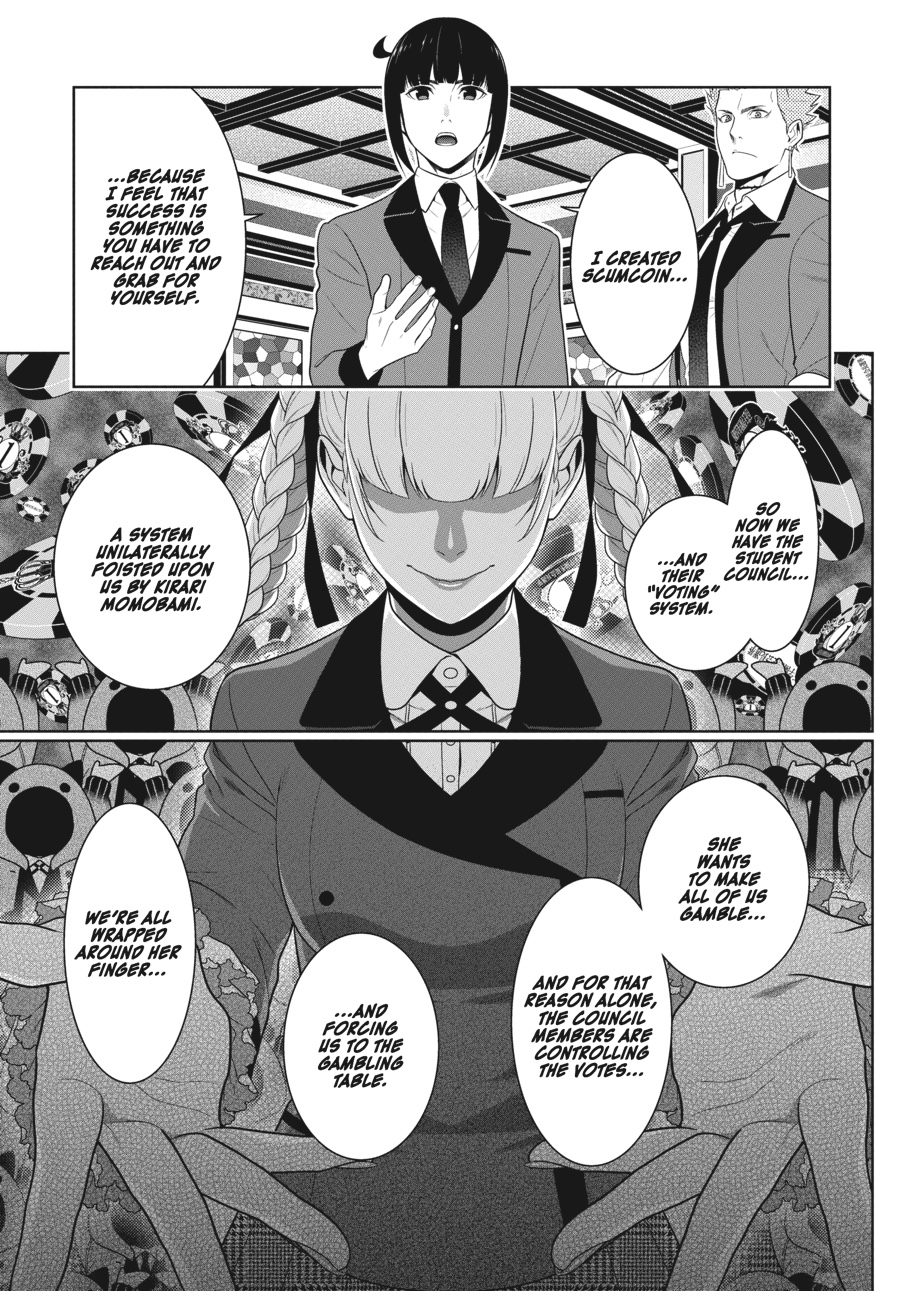 I CREATED
SCUMCOIN...
...BECAUSE
I FEEL THAT
SUCCESS IS
SOMETHING
YOU HAVE TO
REACH OUT AND
GRAB FOR
YOURSELF.
SO
NOW WE
HAVE THE
STUDENT
COUNCIL...
...AND
THEIR
"VOTING"
SYSTEM.
A SYSTEM
UNILATERALLY
FOISTED UPON
US BY KIRARI
MOMOBAMI.
SHE
WANTS
TO MAKE
ALL OF US
GAMBLE...
AND FOR THAT
REASON ALONE,
THE COUNCIL
MEMBERS ARE
CONTROLLING
THE VOTES...
...AND
FORCING
US TO THE
GAMBLING
TABLE.
WE'RE ALL
WRAPPED
AROUND HER
FINGER...
1
1